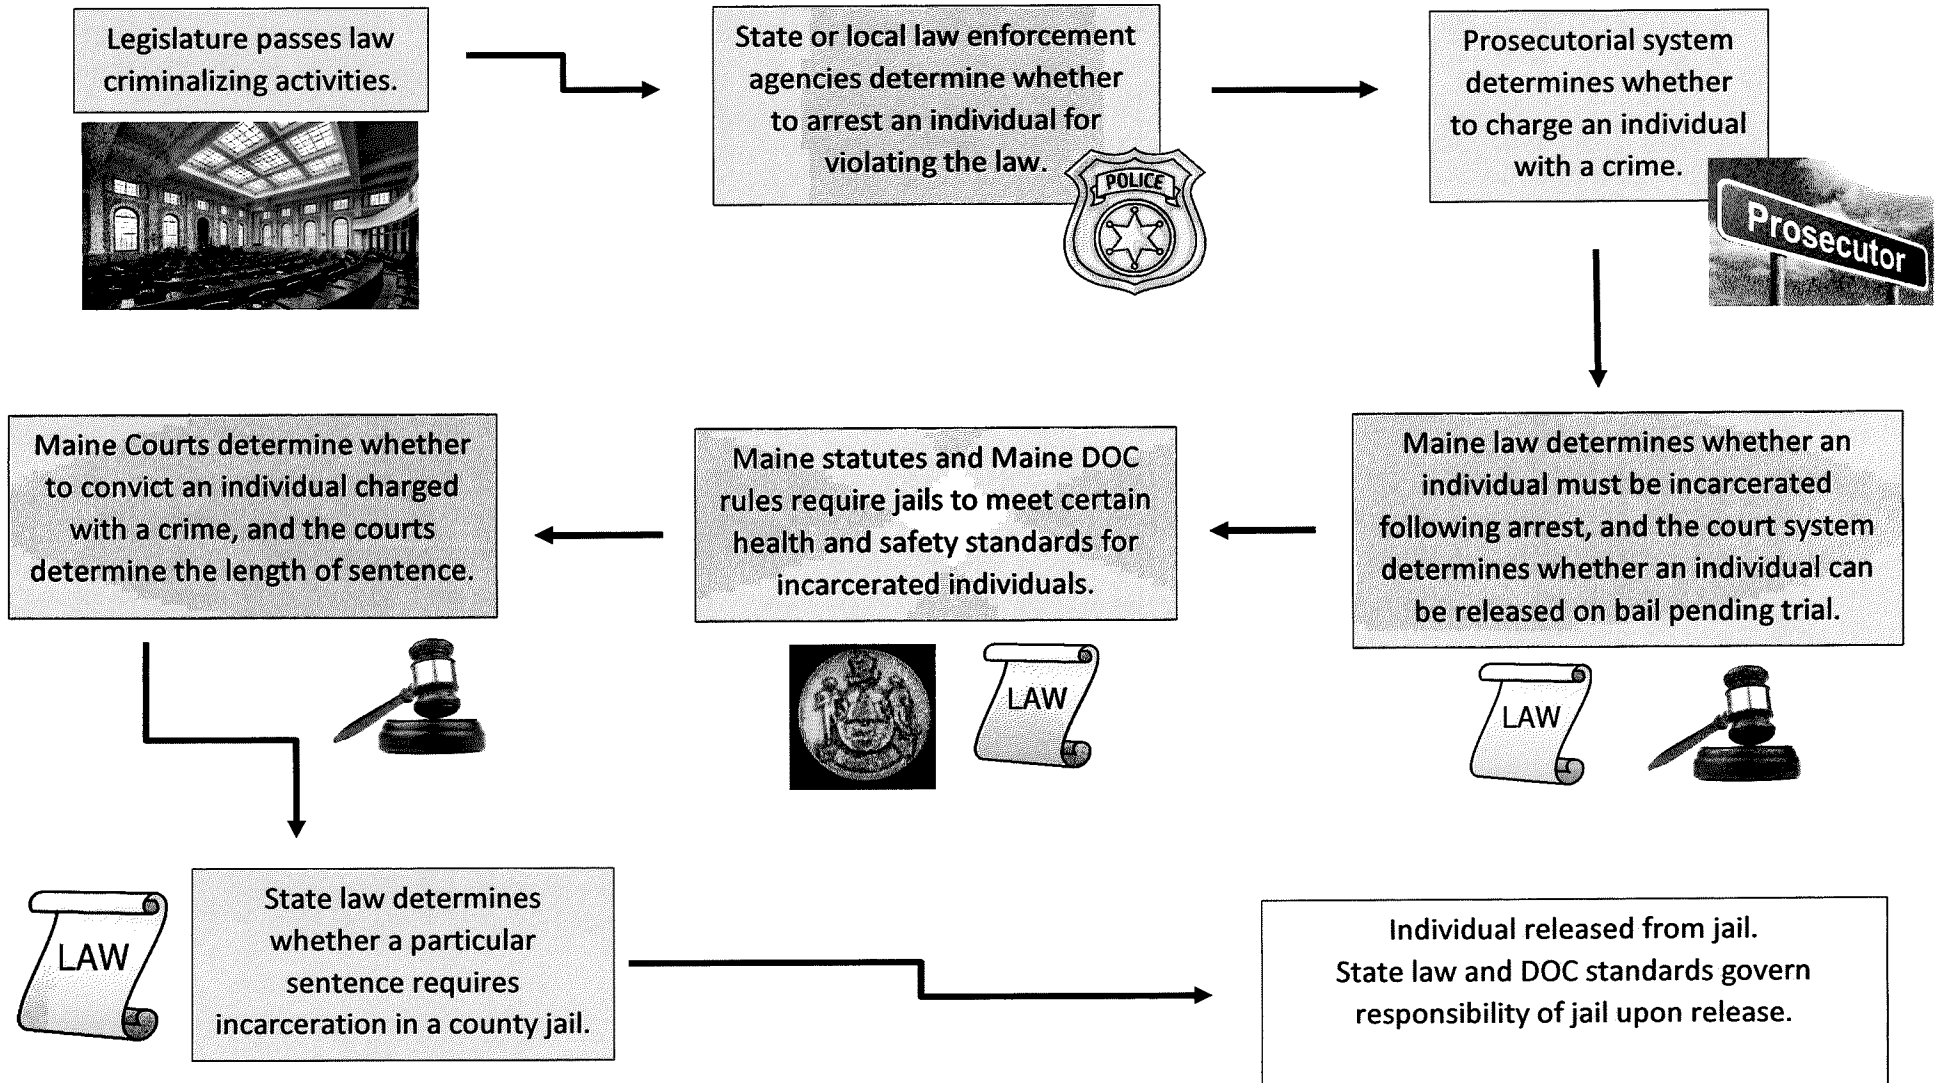 Legislature passes law
criminalizing activities.
State or local law enforcement
agencies determine whether
to arrest an individual for
violating the law.
POLICE
Prosecutorial system
determines whether
to charge an individual
with a crime.
Prosecutor
Maine Courts determine whether
to convict an individual charged
with a crime, and the courts
determine the length of sentence.
Maine statutes and Maine DOC
rules require jails to meet certain
health and safety standards for
incarcerated individuals.
LAW
Maine law determines whether an
individual must be incarcerated
following arrest, and the court system
determines whether an individual can
be released on bail pending trial.
LAW
LAW
State law determines
whether a particular
sentence requires
incarceration in a county jail.
Individual released from jail.
State law and DOC standards govern
responsibility of jail upon release.